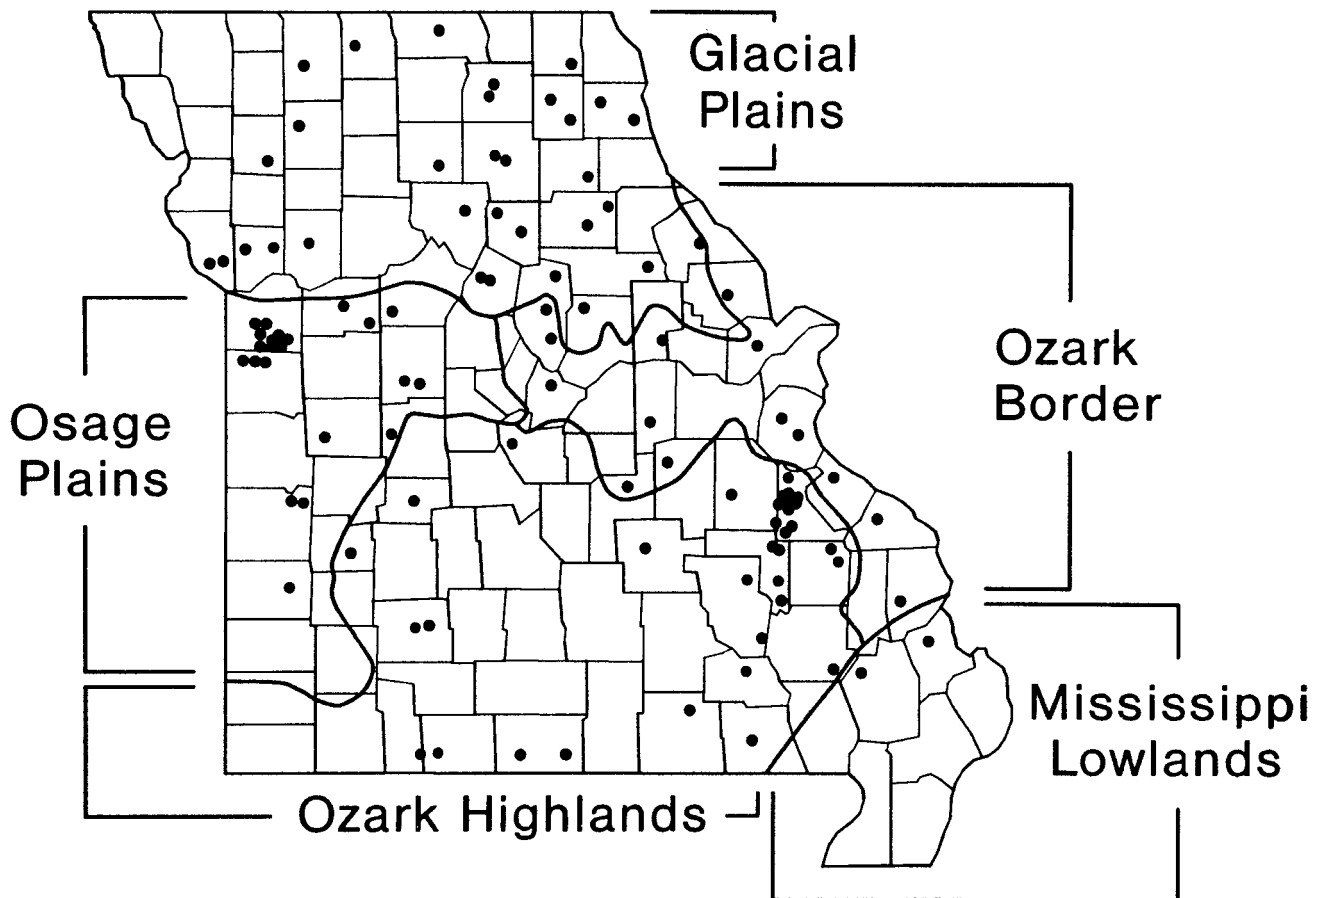 Glacial
Plains
Ozark
Border
Osage
Plains
Mississippi
Lowlands
Ozark Highlands